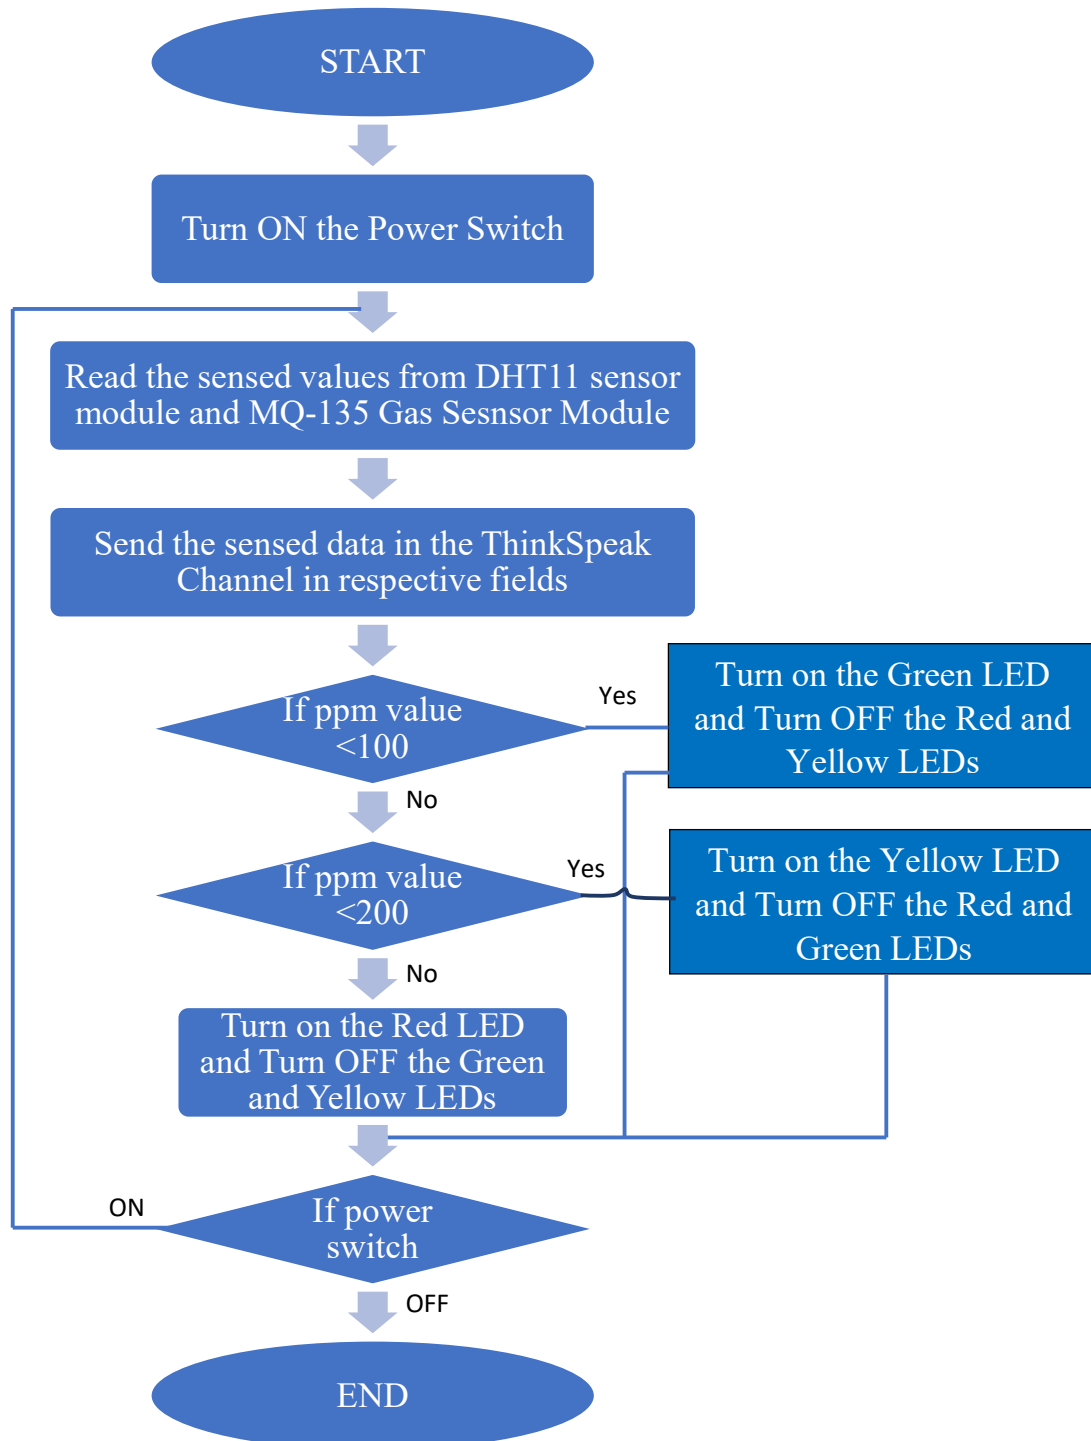 START
Turn ON the Power Switch
Read the sensed values from DHT11 sensor
module and MQ-135 Gas Sesnsor Module
Send the sensed data in the ThinkSpeak
Channel in respective fields
If ppm value
<100
Yes
Turn on the Green LED
and Turn OFF the Red and
Yellow LEDs
No
If ppm value
<200
Yes
Turn on the Yellow LED
and Turn OFF the Red and
Green LEDs
No
Turn on the Red LED
and Turn OFF the Green
and Yellow LEDs
If power
switch
ON
OFF
END